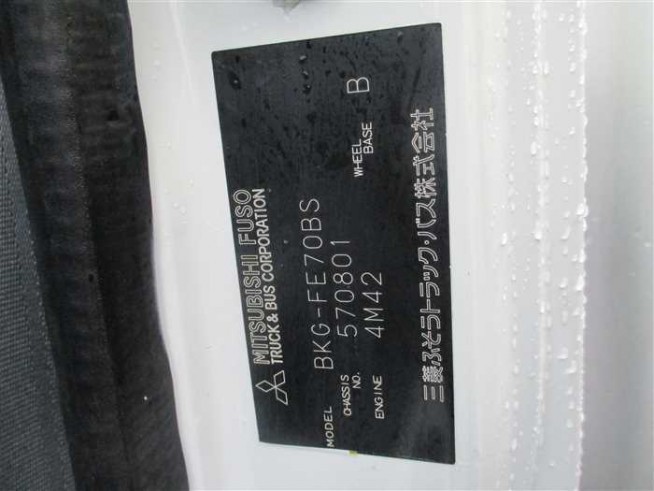 MITSUBISHI FUSO
TRUCK & BUS CORPORATION
MODEL BKG-FE70BS
CHASSIS NO. 570801
ENGINE 4M42
WHEEL BASE B
三菱ふそうトラック・バス株式会社